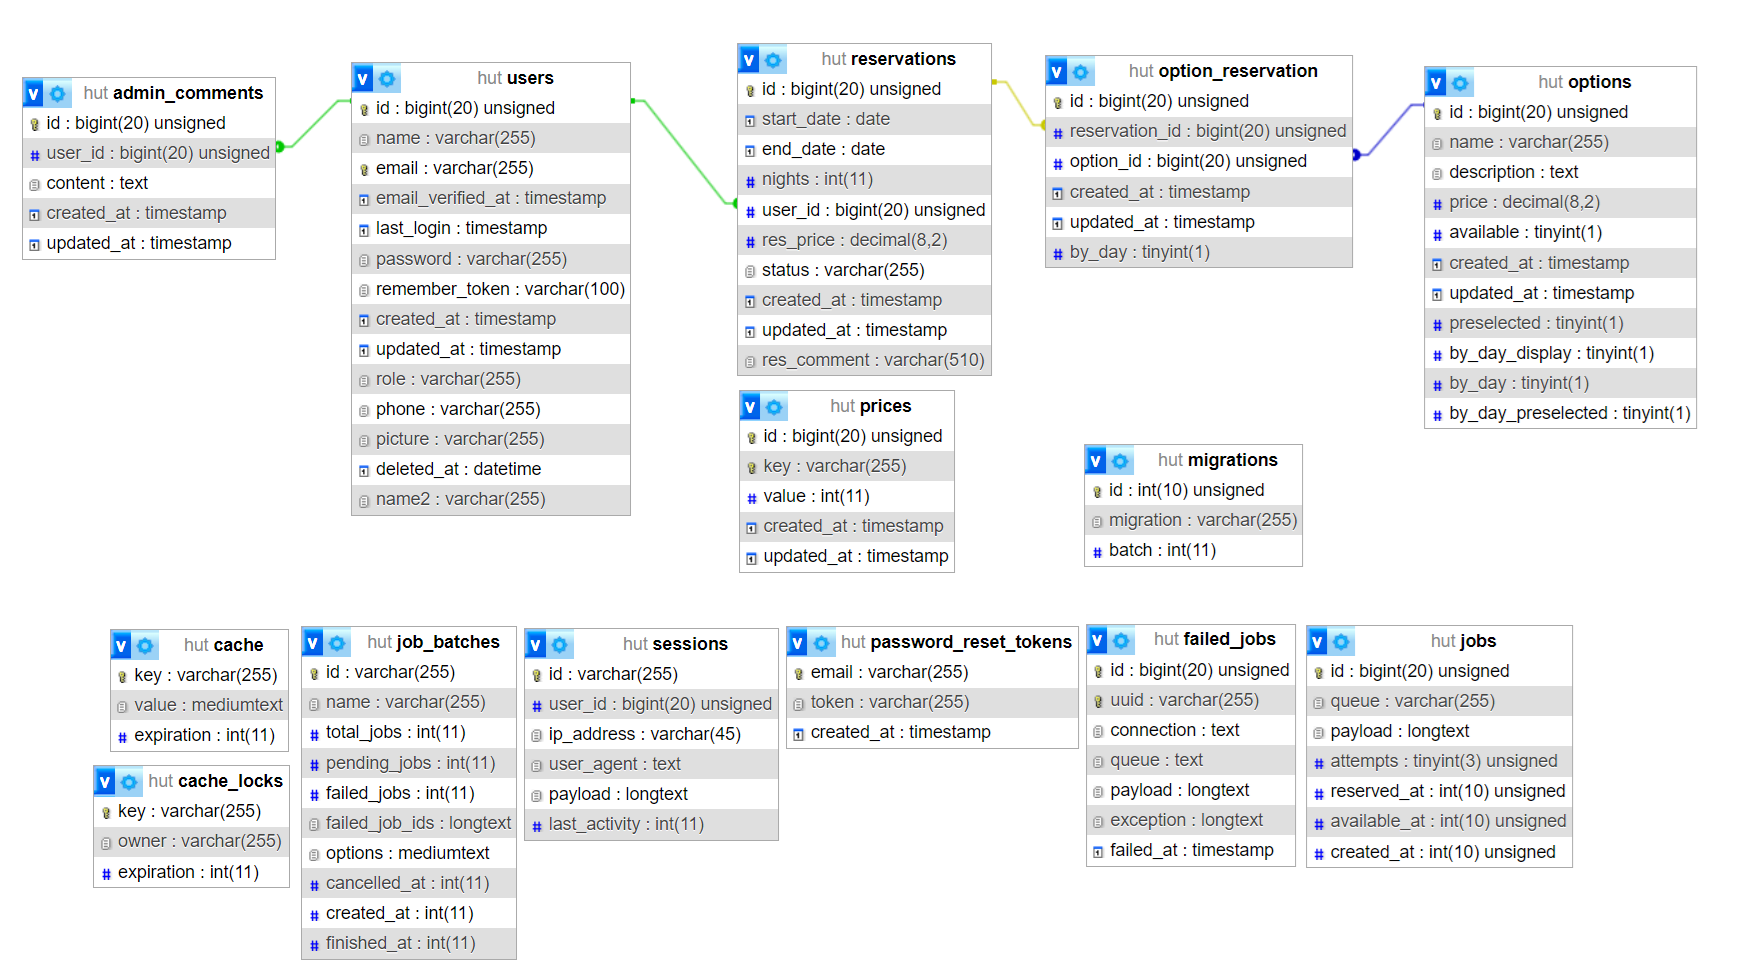 v hut admin_comments
id : bigint(20) unsigned
# user_id : bigint(20) unsigned
content : text
created_at : timestamp
updated_at : timestamp
v hut users
id : bigint(20) unsigned
name : varchar(255)
email : varchar(255)
email_verified_at : timestamp
last_login : timestamp
password : varchar(255)
remember_token : varchar(100)
created_at : timestamp
updated_at : timestamp
role : varchar(255)
phone : varchar(255)
picture : varchar(255)
deleted_at : datetime
name2 : varchar(255)
v hut reservations
id : bigint(20) unsigned
start_date : date
end_date : date
# nights : int(11)
# user_id : bigint(20) unsigned
# res_price : decimal(8,2)
status : varchar(255)
created_at : timestamp
updated_at : timestamp
res_comment : varchar(510)
v hut option_reservation
id : bigint(20) unsigned
# reservation_id : bigint(20) unsigned
# option_id : bigint(20) unsigned
created_at : timestamp
updated_at : timestamp
# by_day : tinyint(1)
v hut options
id : bigint(20) unsigned
name : varchar(255)
description : text
# price : decimal(8,2)
# available : tinyint(1)
created_at : timestamp
updated_at : timestamp
# preselected : tinyint(1)
# by_day_display : tinyint(1)
# by_day : tinyint(1)
# by_day_preselected : tinyint(1)
v hut prices
id : bigint(20) unsigned
key : varchar(255)
# value : int(11)
created_at : timestamp
updated_at : timestamp
v hut migrations
id : int(10) unsigned
migration : varchar(255)
# batch : int(11)
v hut cache
key : varchar(255)
value : mediumtext
# expiration : int(11)
v hut cache_locks
key : varchar(255)
owner : varchar(255)
# expiration : int(11)
v hut job_batches
id : varchar(255)
name : varchar(255)
# total_jobs : int(11)
# pending_jobs : int(11)
# failed_jobs : int(11)
failed_job_ids : longtext
options : mediumtext
# cancelled_at : int(11)
# created_at : int(11)
# finished_at : int(11)
v hut sessions
id : varchar(255)
# user_id : bigint(20) unsigned
ip_address : varchar(45)
user_agent : text
payload : longtext
# last_activity : int(11)
v hut password_reset_tokens
email : varchar(255)
token : varchar(255)
created_at : timestamp
v hut failed_jobs
id : bigint(20) unsigned
uuid : varchar(255)
connection : text
queue : text
payload : longtext
exception : longtext
failed_at : timestamp
v hut jobs
id : bigint(20) unsigned
queue : varchar(255)
payload : longtext
# attempts : tinyint(3) unsigned
# reserved_at : int(10) unsigned
# available_at : int(10) unsigned
# created_at : int(10) unsigned